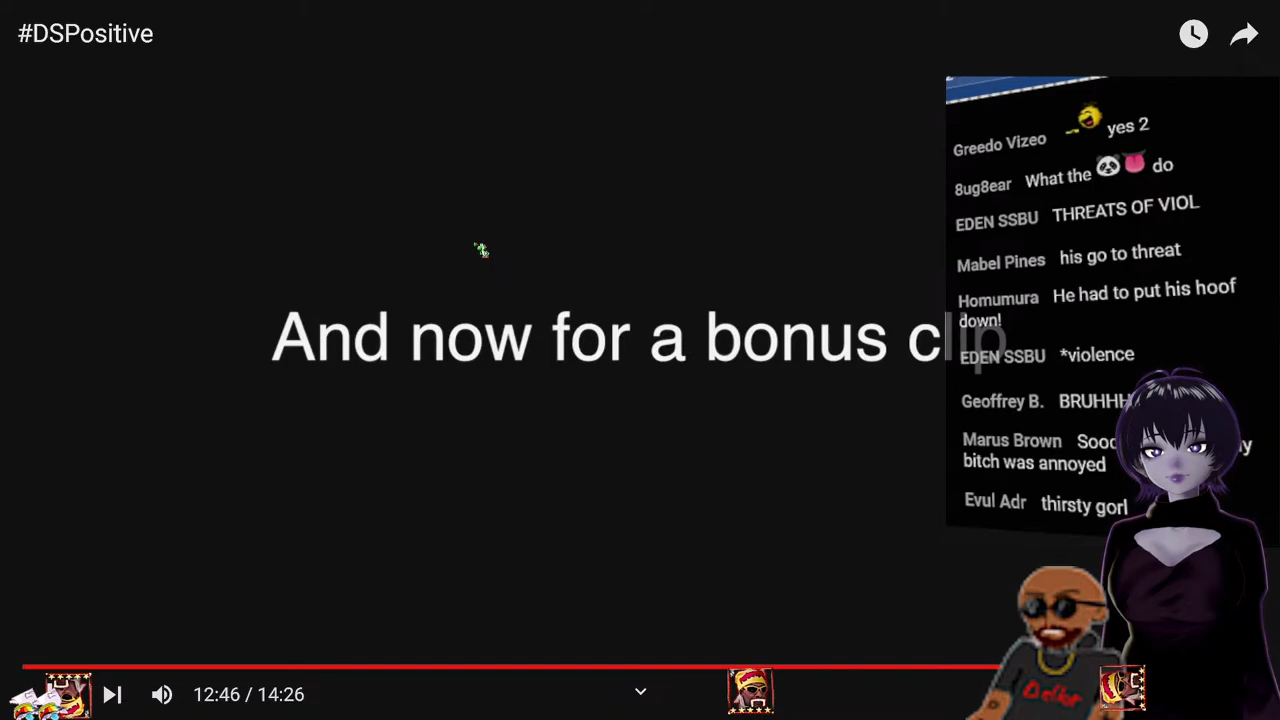 #DSPositive
Greedo Vizeo yes 2
8ug8ear What the do
EDEN SSBU THREATS OF VIOL
Mabel Pines his go to threat
Homumura He had to put his hoof
down!
And now for a bonus clip
EDEN SSBU *violence
Geoffrey B. BRUHHH
Marus Brown
bitch was annoyed
Evul Adr thirsty gorl
12:46 / 14:26